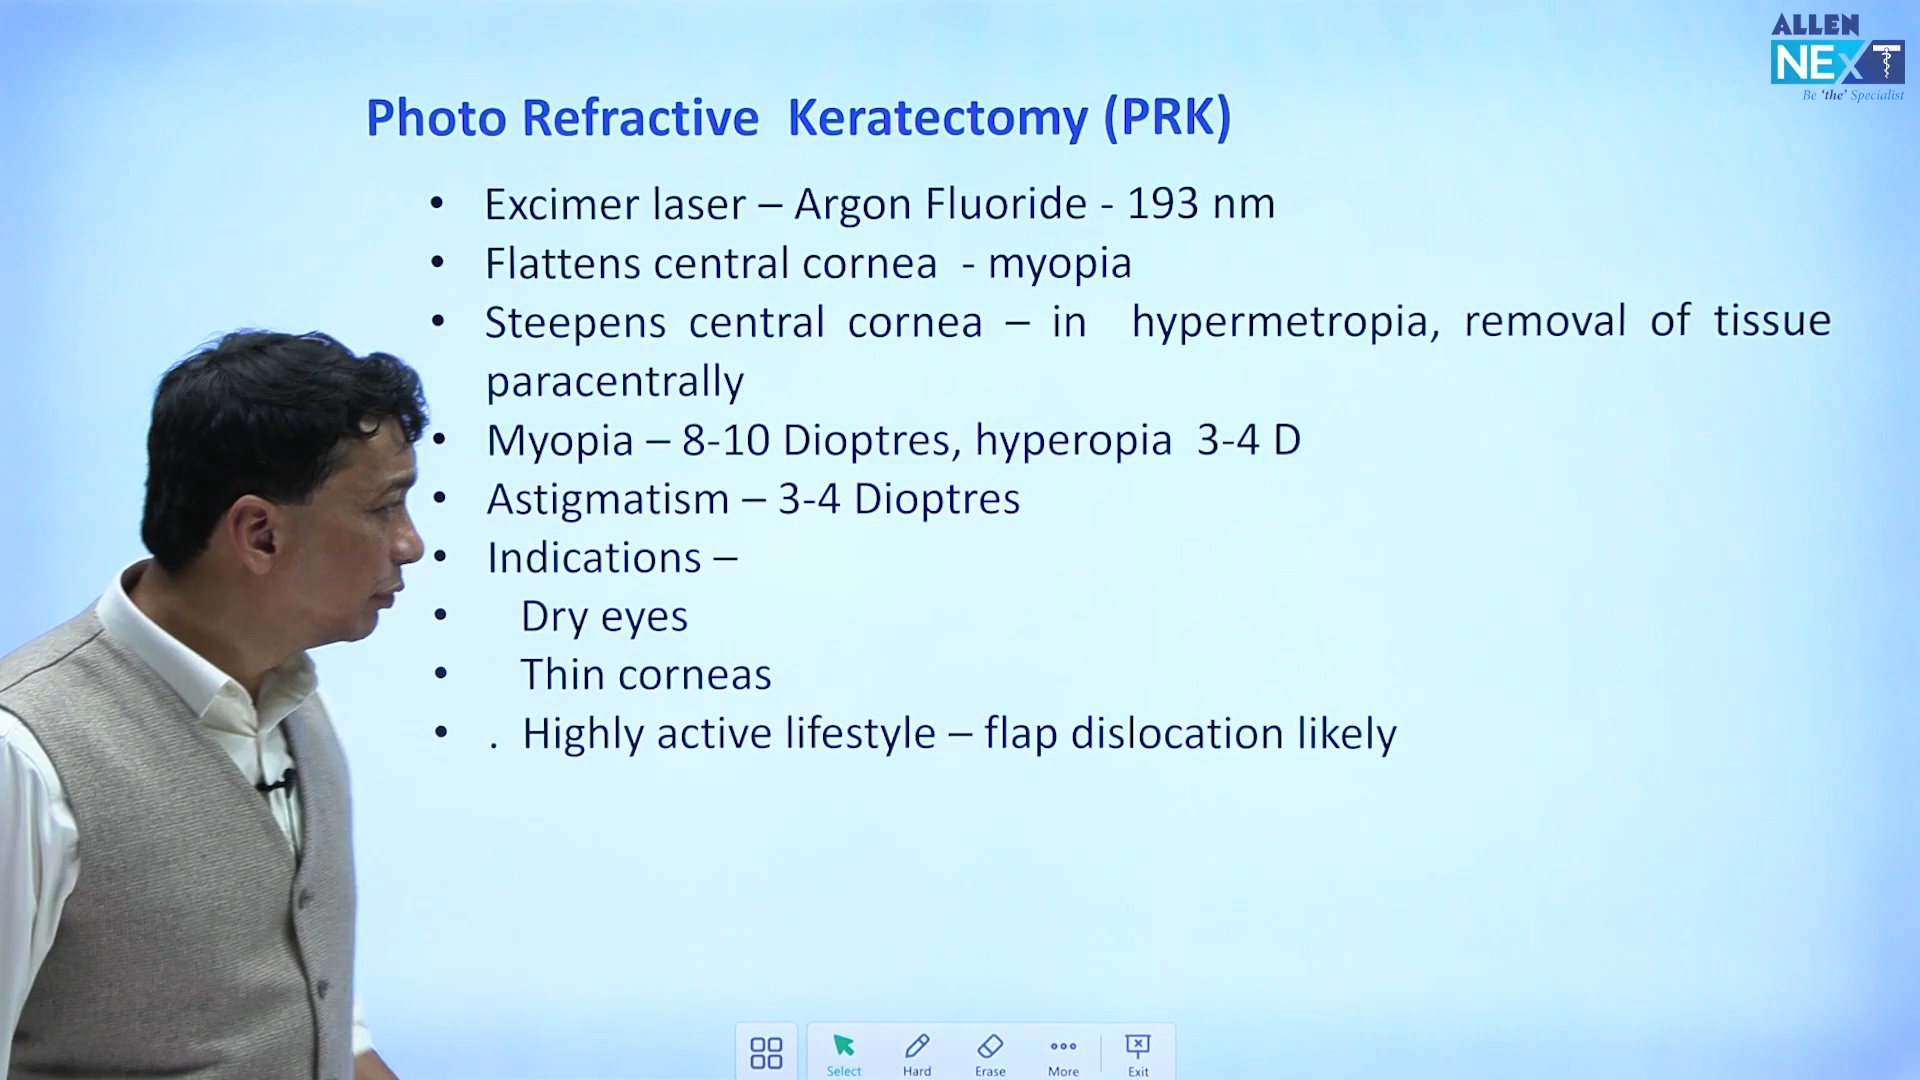 ALLEN
NEXT
Be 'the' Specialist
Photo Refractive Keratectomy (PRK)
• Excimer laser – Argon Fluoride - 193 nm
• Flattens central cornea - myopia
• Steepens central cornea – in hypermetropia, removal of tissue
paracentrally
• Myopia – 8-10 Dioptres, hyperopia 3-4 D
• Astigmatism – 3-4 Dioptres
• Indications –
• Dry eyes
• Thin corneas
• . Highly active lifestyle – flap dislocation likely
Select Hard Erase More Exit